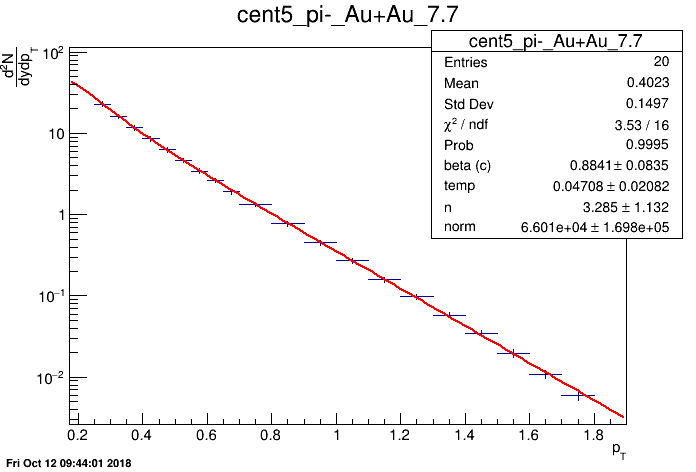 cent5_pi-_Au+Au_7.7
d²N
dydp_T
cent5_pi-_Au+Au_7.7
Entries 20
Mean 0.4023
Std Dev 0.1497
χ² / ndf 3.53 / 16
Prob 0.9995
beta (c) 0.8841 ± 0.0835
temp 0.04708 ± 0.02082
n 3.285 ± 1.132
norm 6.601e+04 ± 1.698e+05
10²
10
1
10⁻¹
10⁻²
0.2 0.4 0.6 0.8 1 1.2 1.4 1.6 1.8
p_T
Fri Oct 12 09:44:01 2018